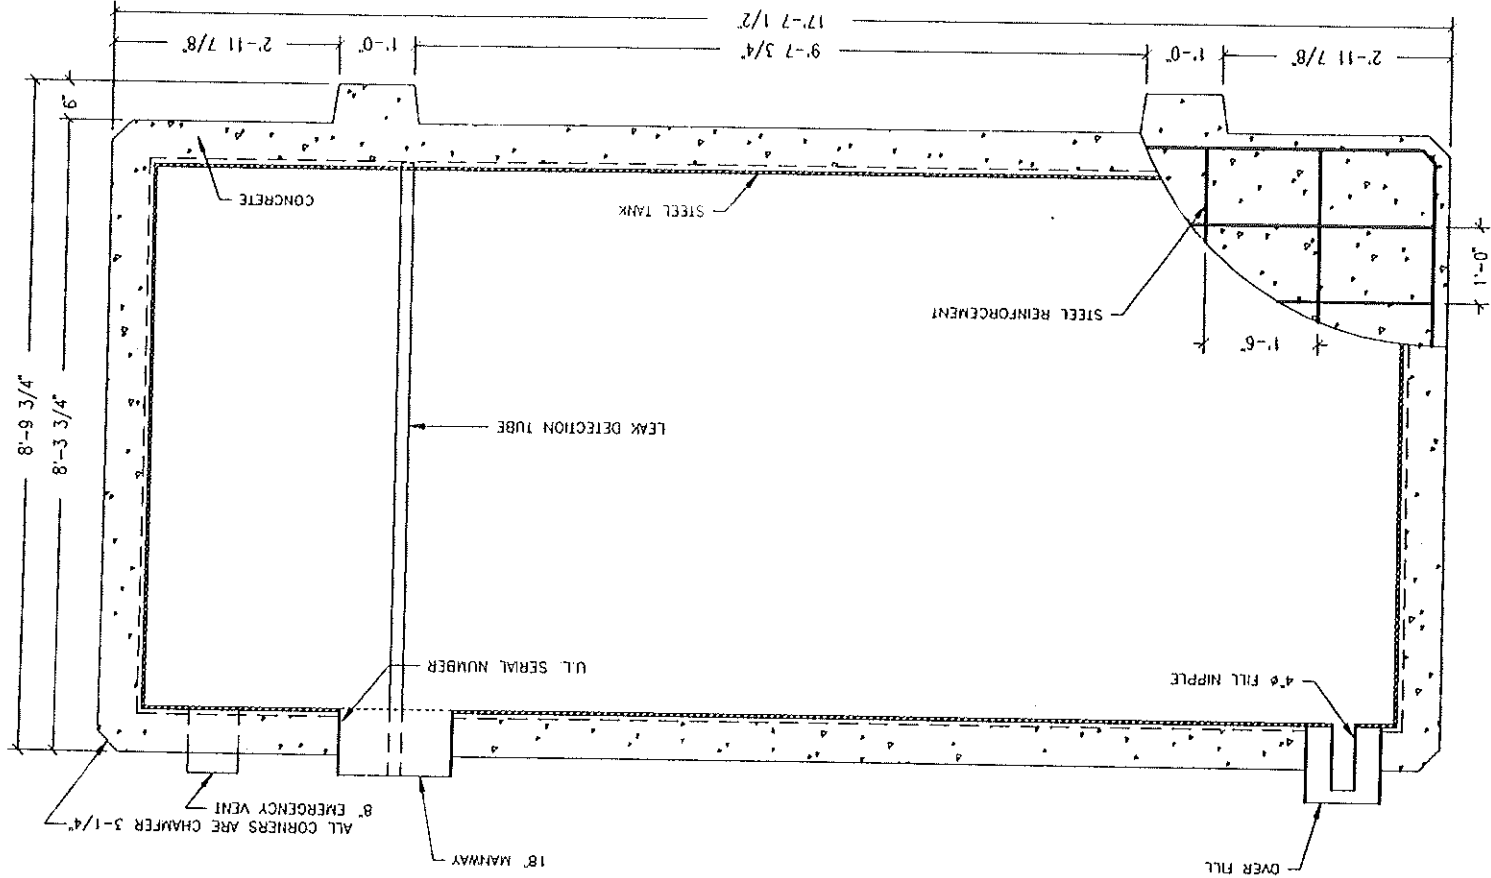 OVER FILL
18" MANWAY
ALL CORNERS ARE CHAMFER 3-1/4"
8" EMERGENCY VENT
4"ø FILL NIPPLE
U.L. SERIAL NUMBER
LEAK DETECTION TUBE
8'-9 3/4"
8'-3 3/4"
1'-6"
STEEL REINFORCEMENT
1'-0"
STEEL TANK
CONCRETE
6"
2'-11 7/8"
1'-0"
9'-7 3/4"
1'-0"
2'-11 7/8"
17'-7 1/2"